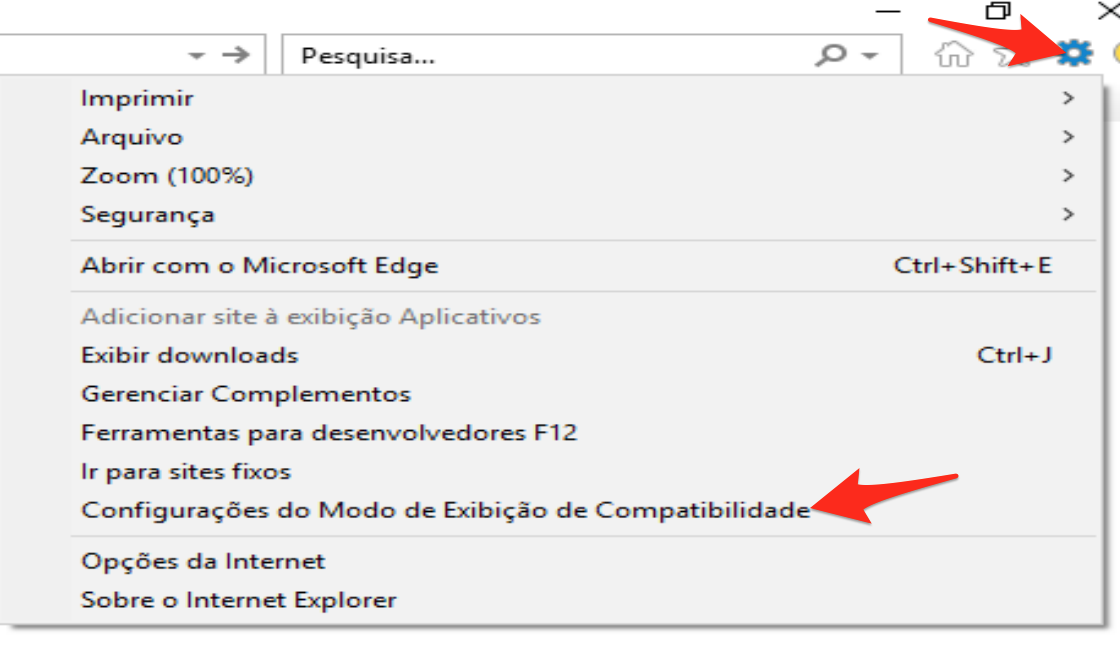 Pesquisa...
Imprimir
Arquivo
Zoom (100%)
Segurança
Abrir com o Microsoft Edge Ctrl+Shift+E
Adicionar site à exibição Aplicativos
Exibir downloads Ctrl+J
Gerenciar Complementos
Ferramentas para desenvolvedores F12
Ir para sites fixos
Configurações do Modo de Exibição de Compatibilidade
Opções da Internet
Sobre o Internet Explorer